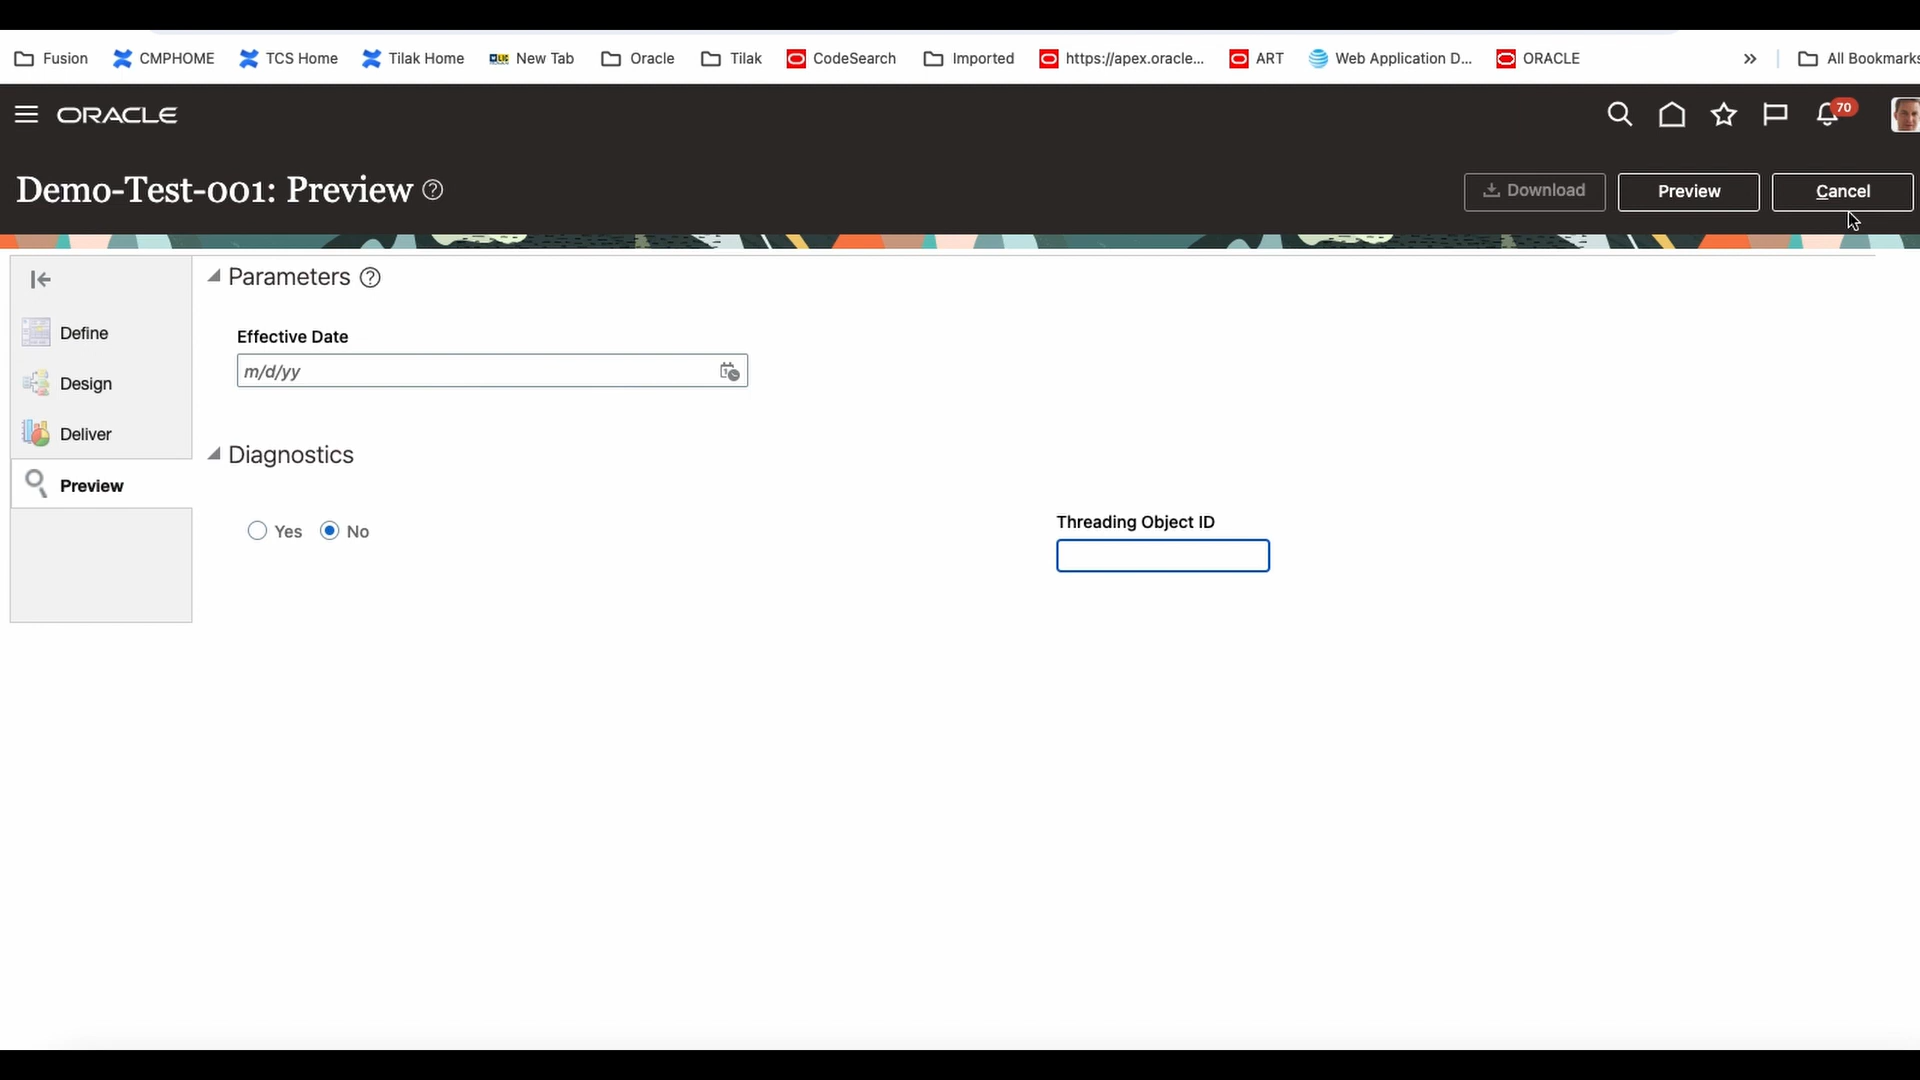 Fusion CMPHOME TCS Home Tilak Home New Tab Oracle Tilak CodeSearch Imported https://apex.oracle... ART Web Application D... ORACLE » All Bookmarks
ORACLE 70
Demo-Test-001: Preview Download Preview Cancel
Parameters
Define
Effective Date
m/d/yy
Design
Deliver
Diagnostics
Preview
Yes No
Threading Object ID